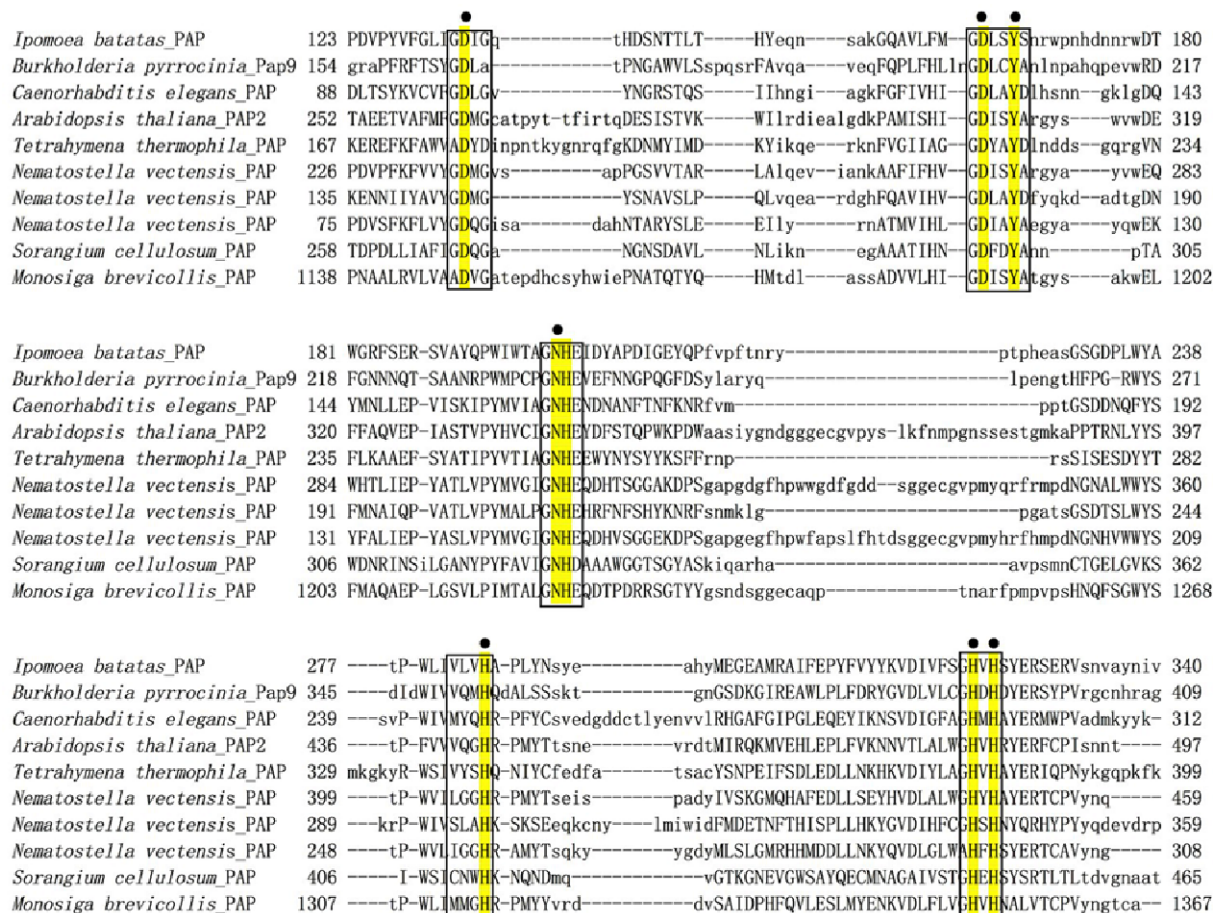 Ipomoea batatas_PAP 123 PDVPYVFGLIGDIGq-----------tHDSNTTLT-----HYeqn----sakGQAVLFM--GDLSYSnrwpnhdnnrwDT 180
Burkholderia pyrrocinia_Pap9 154 graPFRFTSYGDLa------------tPNGAWVLSspqsrFAvqa----veqFQPLFHLlnGDLCYAnlnpahqpevwRD 217
Caenorhabditis elegans_PAP 88 DLTSYKVCVFGDLGv------------YNGRSTQS-----IIhngi---agkFGFIVHI--GDLAYDlhsnn--gklgDQ 143
Arabidopsis thaliana_PAP2 252 TAEETVAFMFGDMGcatpyt-tfirtqDESISTVK-----WIlrdiealgdkPAMISHI--GDISYArgys---wvwDE 319
Tetrahymena thermophila_PAP 167 KEREFKFAWVADYDinpntkygnrqfgKDNMYIMD-----KYikqe---rknFVGIIAG--GDYAYDlndds--gqrgVN 234
Nematostella vectensis_PAP 226 PDVPFKFVVYGDMGvs--------apPGSVVTAR-----LAlqev---iankAAFIFHV--GDISYArgya----yvwEQ 283
Nematostella vectensis_PAP 135 KENNIIYAVYGDMG-------------YSNAVSLP-----QLvqea--rdghFQAVIHV--GDLAYDfyqkd--adtgDN 190
Nematostella vectensis_PAP 75 PDVSFKFLVYGDQGisa-----dahNTARYSLE-----EIly------rnATMVIHL--GDIAYAegya----yqwEK 130
Sorangium cellulosum_PAP 258 TDPDLLIAFIGDQGa------------NGNSDAVL-----NLikn----egAAATIHN--GDFDYAnn-------pTA 305
Monosiga brevicollis_PAP 1138 PNAALRVLVAADVGatepdhcsyhwiePNATQTYQ-----HMtdl----assADVVLHI--GDISYAtgys----akwEL 1202
Ipomoea batatas_PAP 181 WGRFSER-SVAYQPWIWTAGNHEIDYAPDIGEYQPfvpftnry---------------------ptpheasGSGDPLWYA 238
Burkholderia pyrrocinia_Pap9 218 FGNNNQT-SAANRPWMPCPGNHEVEFNNGPQGFDSylaryq-----------------------lpengtHFPG-RWYS 271
Caenorhabditis elegans_PAP 144 YMNLLEP-VISKIPYMVIAGNHENDNANFTNFKNRfvm---------------------------pptGSDDNQFYS 192
Arabidopsis thaliana_PAP2 320 FFAQVEP-IASTVPYHVCIGNHEYDFSTQPWKPDWaasiygndgggecgvpys-lkfnmpgnssestgmkaPPTRNLYYS 397
Tetrahymena thermophila_PAP 235 FLKAAEF-SYATIPYVTIAGNHEEWYNYSYYKSFFrnp---------------------------rsSISESDYYT 282
Nematostella vectensis_PAP 284 WHTLIEP-YATLVPYMVGIGNHEQDHTSGGAKDPSgapgdgfhpwwgdfgdd--sggecgvpmyqrfrmpdNGNALWWYS 360
Nematostella vectensis_PAP 191 FMNAIQP-VATLVPYMALPGNHEHRFNFSHYKNRFsnmklg------------------------pgatsGSDTSLWYS 244
Nematostella vectensis_PAP 131 YFALIEP-YASLVPYMVGIGNHEQDHVSGGEKDPSgapgegfhpwfapslfhtdsggecgvpmyhrfhmpdNGNHVWWYS 209
Sorangium cellulosum_PAP 306 WDNRINSiLGANYPYFAVIGNHDAAAWGGTSGYASkiqarha-----------------------avpsmnCTGELGVKS 362
Monosiga brevicollis_PAP 1203 FMAQAEP-LGSVLPIMTALGNHEQDTPDRRSGTYYgsndsggecaqp---------------tnarfpmpvpsHNQFSGWYS 1268
Ipomoea batatas_PAP 277 ----tP-WLIVLVHA-PLYNsye-----------ahyMEGEAMRAIFEPYFVYYKVDIVFSGHVHSYERSERVsnvayniv 340
Burkholderia pyrrocinia_Pap9 345 ----dIdWIVVQMHQdALSSskt-----------gnGSDKGIREAWLPLFDRYGVDLVLCGHDHDYERSYPVrgcnhrag 409
Caenorhabditis elegans_PAP 239 ---svP-WIVMYQHR-PFYCsvedgddctlyenvvlRHGAFGIPGLEQEYIKNSVDIGFAGHMHAYERMWPVadmkyyk- 312
Arabidopsis thaliana_PAP2 436 ----tP-FVVVQGHR-PMYTtsne----------vrdtMIRQKMVEHLEPLFVKNNVTLALWGHVHRYERFCPIsnnt---- 497
Tetrahymena thermophila_PAP 329 mkgkyR-WSIVYSHQ-NIYCfedfa---------tsacYSNPEIFSDLEDLLNKHKVDIYLAGHVHAYERIQPNykgqpkfk 399
Nematostella vectensis_PAP 399 ----tP-WVILGGHR-PMYTseis----------padyIVSKGMQHAFEDLLSEYHVDLALWGHYHAYERTCPVynq----- 459
Nematostella vectensis_PAP 289 ---krP-WIVSLAHK-SKSEeqkcny---lmiwidFMDETNFTHISPLLHKYGVDIHFCGHSHNYQRHYPYyqdevdrp 359
Nematostella vectensis_PAP 248 ----tP-WVLIGGHR-AMYTsqky----------ygdyMLSLGMRHHMDDLLNKYQVDLGLWAHFHSYERTCAVyng----- 308
Sorangium cellulosum_PAP 406 -----I-WSICNWHK-NQNDmq------------vGTKGNEVGWSAYQECMNAGAIVSTGHEHSYSRTLTLtdvgnaat 465
Monosiga brevicollis_PAP 1307 ----tP-WLIMMGHR-PMYYvrd-----------dvSAIDPHFQVLESLMYENKVDLFLVGHVHNALVTCPVyngtca-- 1367